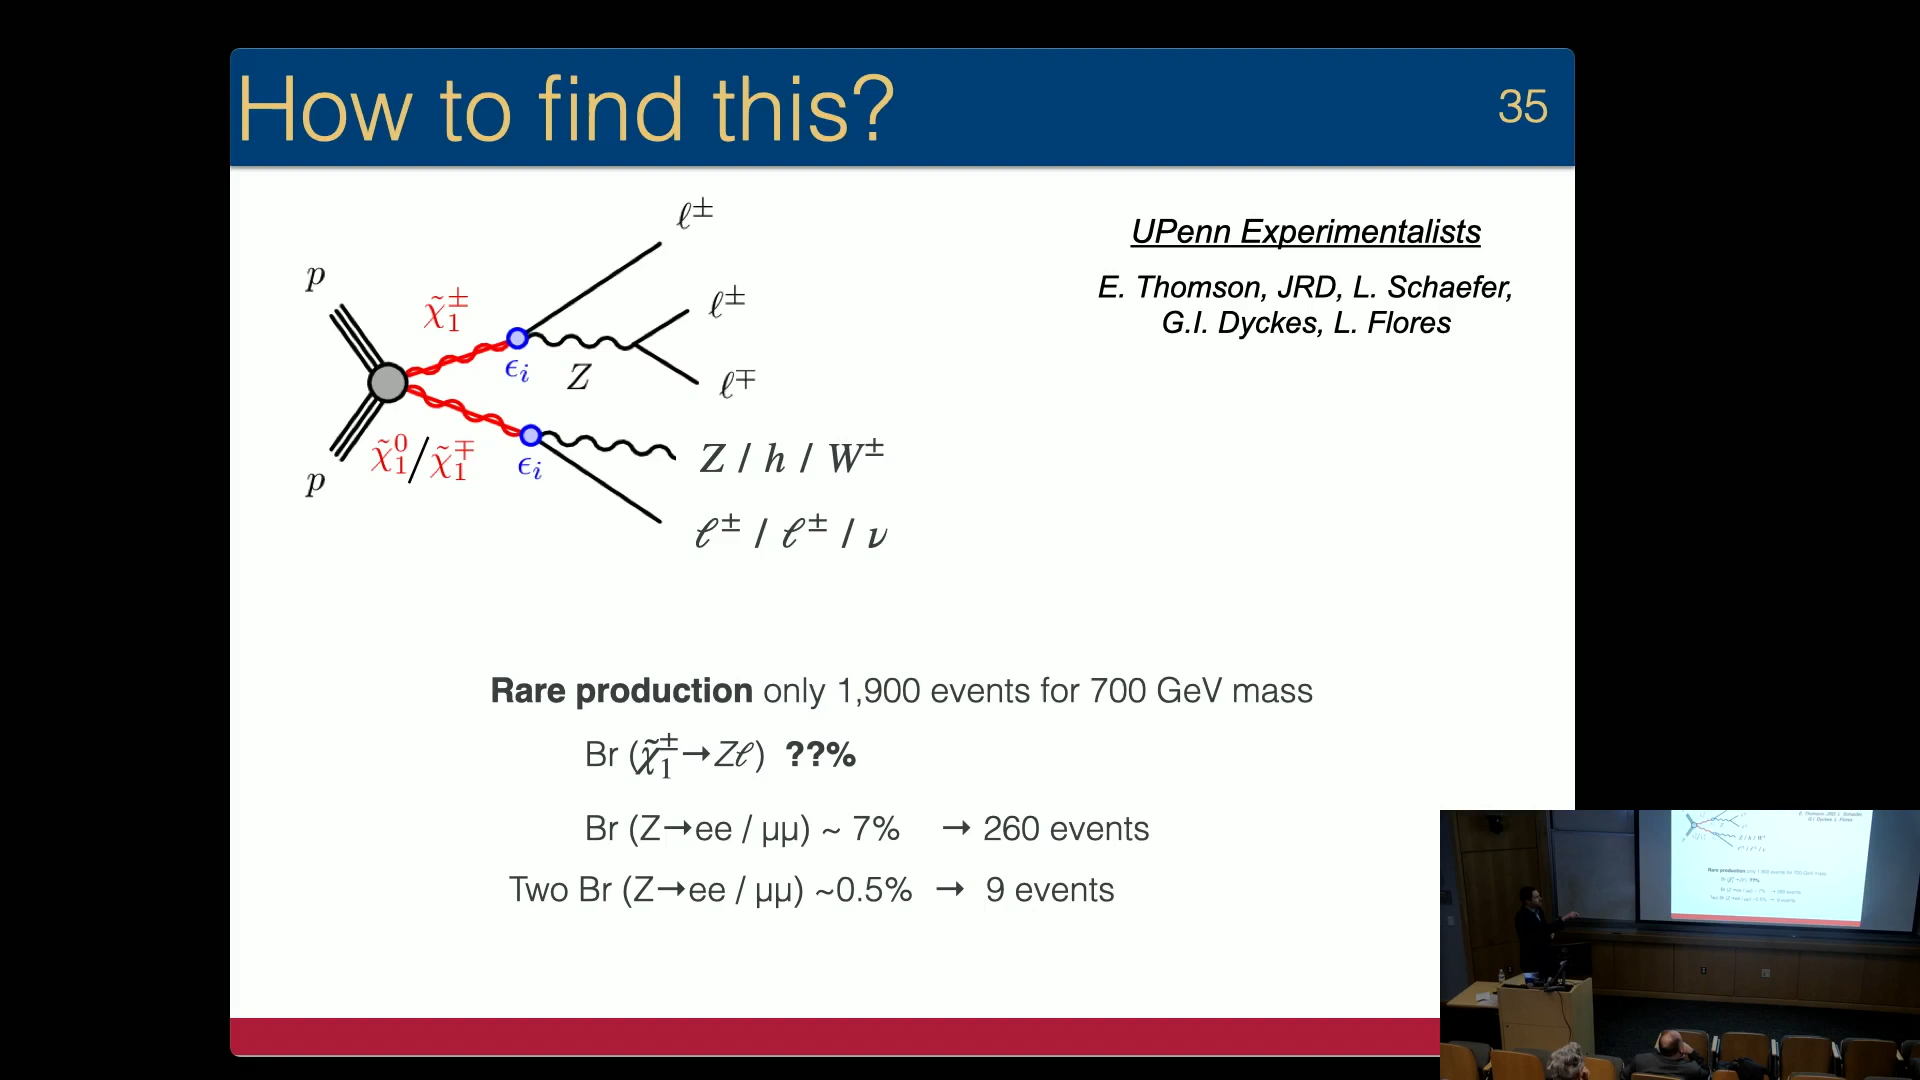 How to find this?
35
UPenn Experimentalists
E. Thomson, JRD, L. Schaefer,
G.I. Dyckes, L. Flores
ℓ±
p
χ̃₁±
ℓ±
ϵᵢ
Z
ℓ∓
χ̃₁⁰/χ̃₁∓
ϵᵢ
Z / h / W±
p
ℓ± / ℓ± / ν
Rare production only 1,900 events for 700 GeV mass
Br (χ̃₁±→Zℓ) ??%
Br (Z→ee / μμ) ~ 7% → 260 events
Two Br (Z→ee / μμ) ~0.5% → 9 events